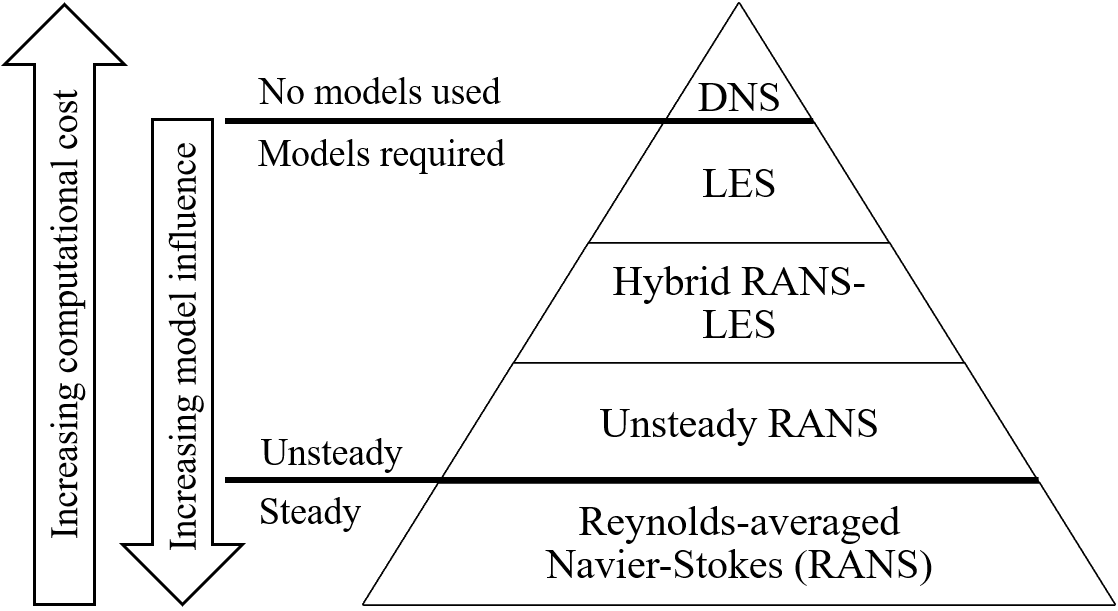 Increasing computational cost
Increasing model influence
No models used
Models required
Unsteady
Steady
DNS
LES
Hybrid RANS-
LES
Unsteady RANS
Reynolds-averaged
Navier-Stokes (RANS)